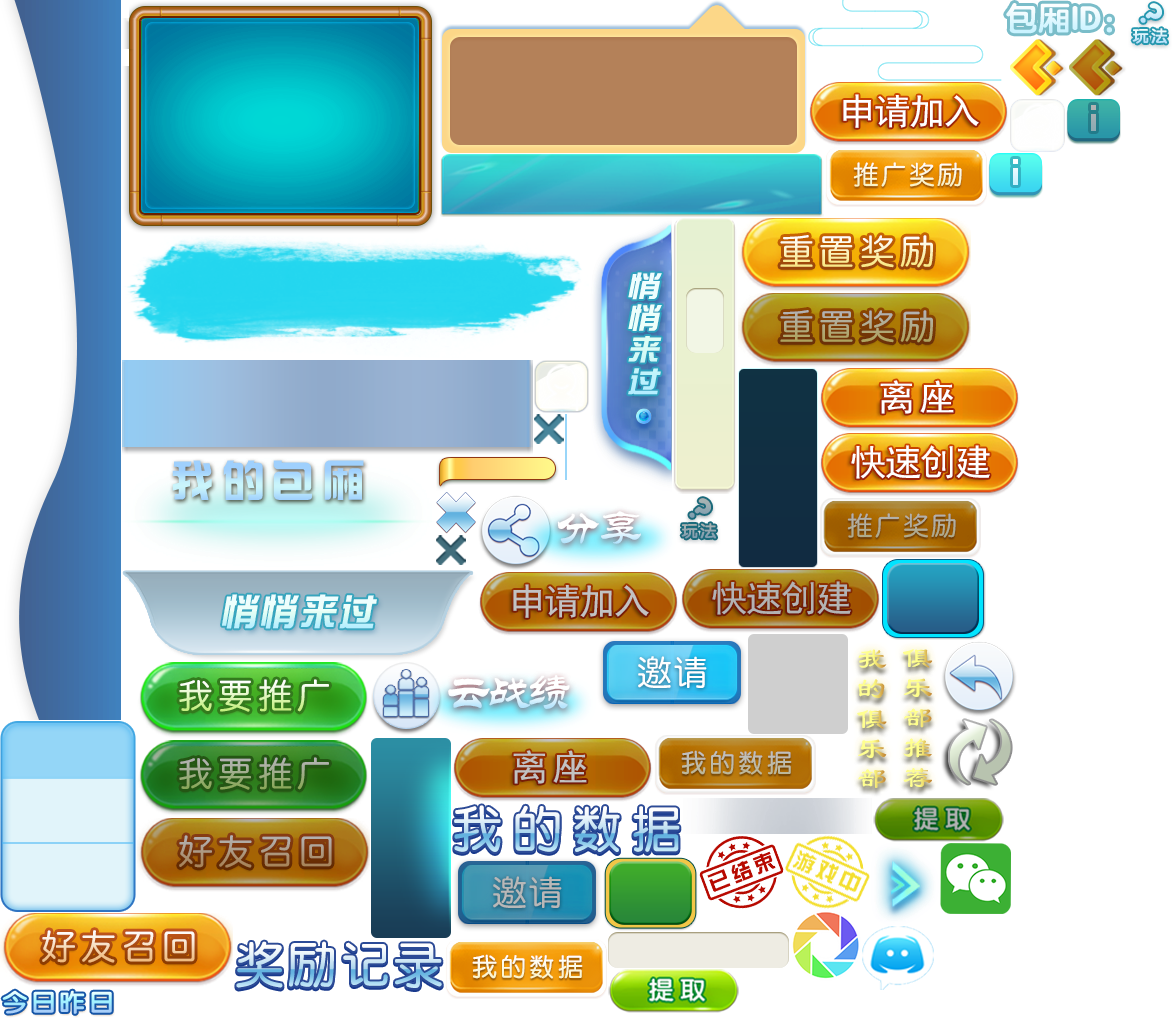 包厢ID:
玩法
申请加入
i
推广奖励
i
重置奖励
悄悄来过
重置奖励
离座
快速创建
我的包厢
分享
玩法
推广奖励
悄悄来过
申请加入
快速创建
邀请
我的俱乐部
俱乐部推荐
我要推广
云战绩
我要推广
离座
我的数据
我的数据
提取
好友召回
已结束
游戏中
邀请
好友召回
奖励记录
我的数据
提取
今日昨日